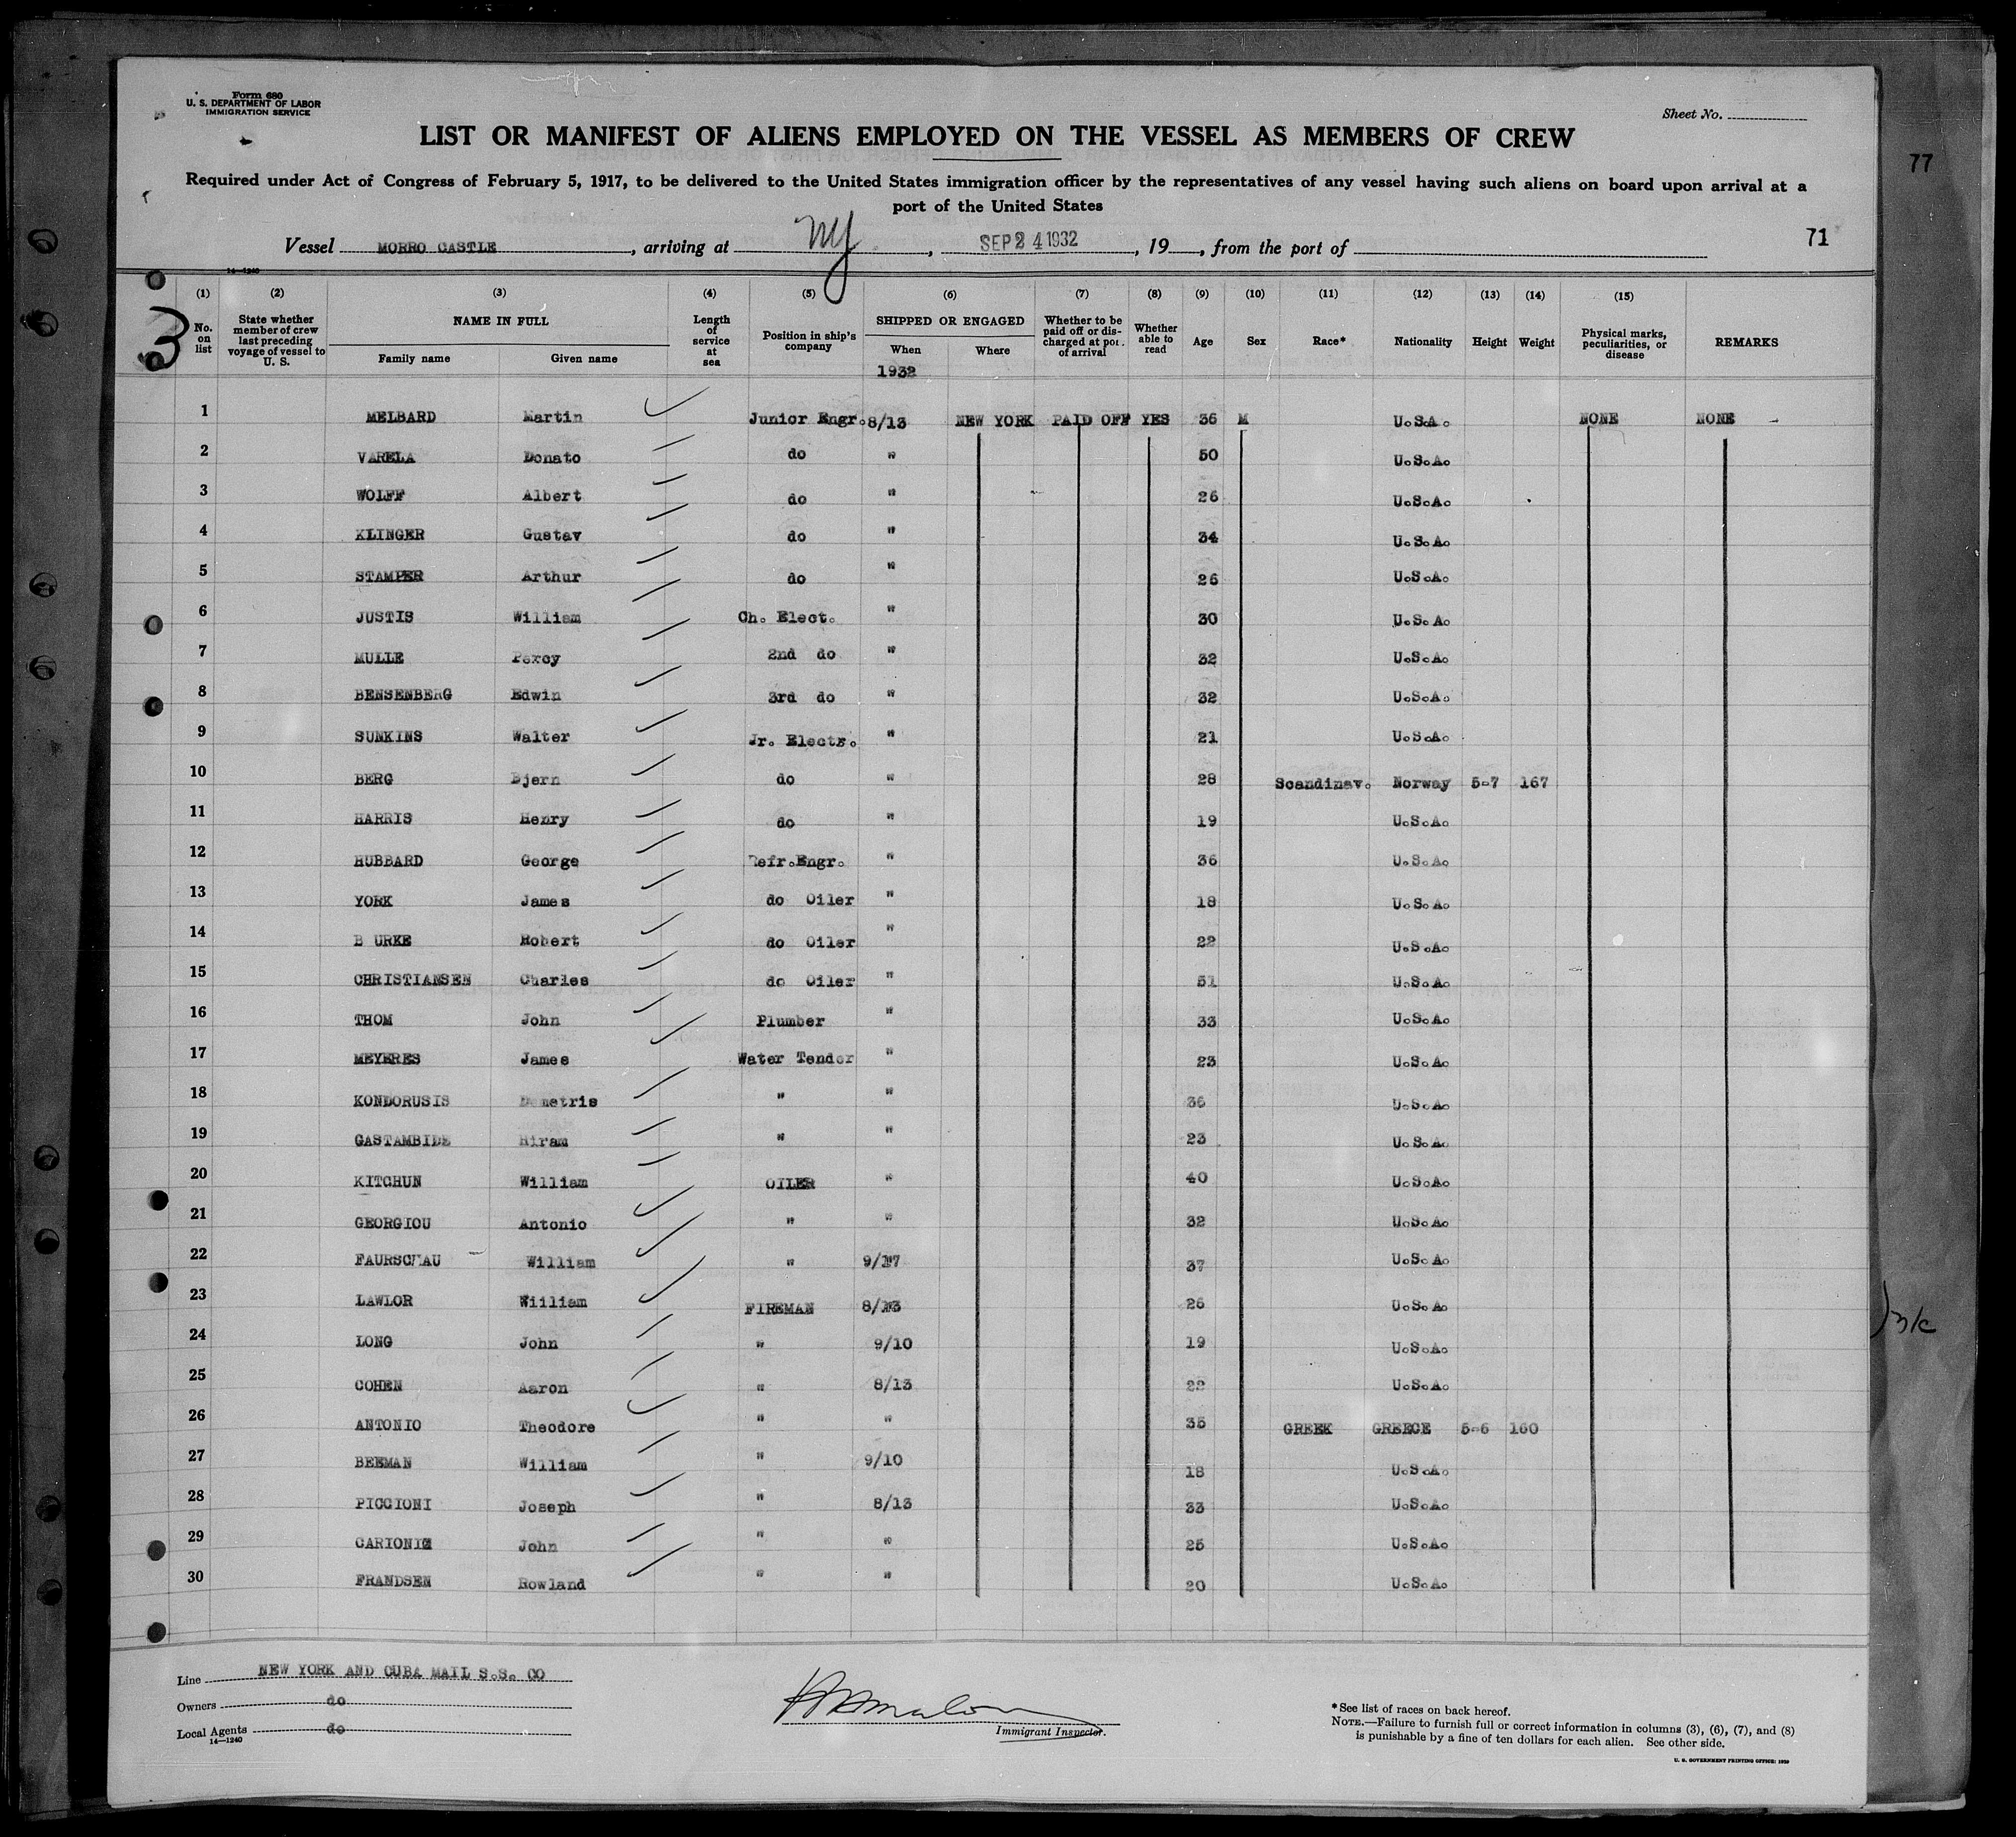 Form 680
U. S. DEPARTMENT OF LABOR
IMMIGRATION SERVICE
Sheet No.
LIST OR MANIFEST OF ALIENS EMPLOYED ON THE VESSEL AS MEMBERS OF CREW
77
Required under Act of Congress of February 5, 1917, to be delivered to the United States immigration officer by the representatives of any vessel having such aliens on board upon arrival at a
port of the United States
Vessel MORRO CASTLE, arriving at NY, SEP 24 1932, 19, from the port of
71
14—1240
3
(1) (2) (3) (4) (5) (6) (7) (8) (9) (10) (11) (12) (13) (14) (15)
No. on list State whether member of crew last preceding voyage of vessel to U. S. NAME IN FULL Family name Given name Length of service at sea Position in ship's company SHIPPED OR ENGAGED When Where Whether to be paid off or discharged at port of arrival Whether able to read Age Sex Race* Nationality Height Weight Physical marks, peculiarities, or disease REMARKS
1932
1 MELBARD Martin Junior Engr. 8/13 NEW YORK PAID OFF YES 36 M U.S.A. NONE NONE
2 VARELA Donato do " 50 U.S.A.
3 WOLFF Albert do " 26 U.S.A.
4 KLINGER Gustav do " 34 U.S.A.
5 STAMPER Arthur do " 26 U.S.A.
6 JUSTIS William Ch. Elect. " 30 U.S.A.
7 MULLE Percy 2nd do " 32 U.S.A.
8 BENSENBERG Edwin 3rd do " 32 U.S.A.
9 SUNKINS Walter Jr. Electr. " 21 U.S.A.
10 BERG Bjern do " 28 Scandinav. Norway 5-7 167
11 HARRIS Henry do " 19 U.S.A.
12 HUBBARD George Refr.Engr. " 36 U.S.A.
13 YORK James do Oiler " 18 U.S.A.
14 B URKE Robert do Oiler " 22 U.S.A.
15 CHRISTIANSEN Charles do Oiler " 51 U.S.A.
16 THOM John Plumber " 33 U.S.A.
17 MEYERES James Water Tender " 23 U.S.A.
18 KONDORUSIS Demetris " " 36 U.S.A.
19 GASTAMBIDE Hiram " " 23 U.S.A.
20 KITCHUN William OILER " 40 U.S.A.
21 GEORGIOU Antonio " " 32 U.S.A.
22 FAURSCHAU William " 9/17 37 U.S.A.
23 LAWLOR William FIREMAN 8/13 26 U.S.A.
24 LONG John " 9/10 19 U.S.A.
25 COHEN Aaron " 8/13 22 U.S.A.
26 ANTONIO Theodore " " 35 GREEK GREECE 5-6 160
27 BEEMAN William " 9/10 18 U.S.A.
28 PICCIONI Joseph " 8/13 33 U.S.A.
29 John " " 25 U.S.A.
30 FRANDSEN Rowland " " 20 U.S.A.
Line NEW YORK AND CUBA MAIL S.S. CO
Owners do
Local Agents do
14—1240
Immigrant Inspector.
*See list of races on back hereof.
NOTE.—Failure to furnish full or correct information in columns (3), (6), (7), and (8)
is punishable by a fine of ten dollars for each alien. See other side.
U. S. GOVERNMENT PRINTING OFFICE: 1929